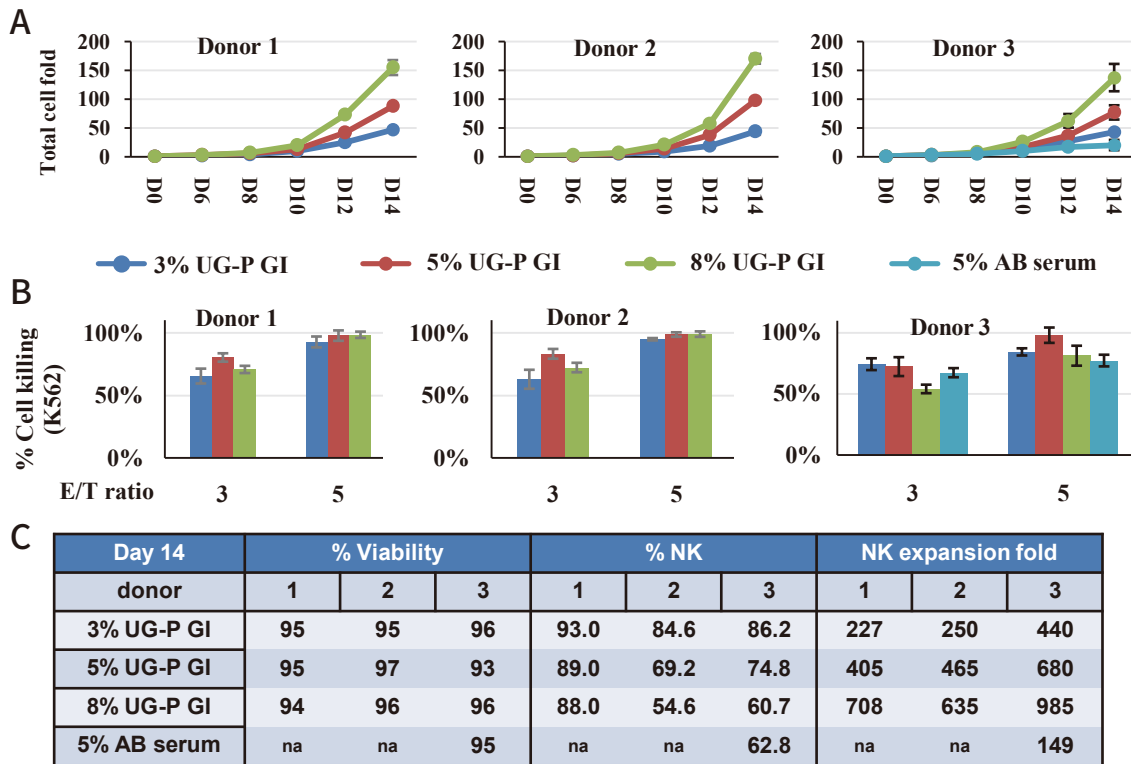 A
Total cell fold
Donor 1
200
150
100
50
0
D0 D6 D8 D10 D12 D14
Donor 2
200
150
100
50
0
D0 D6 D8 D10 D12 D14
Donor 3
200
150
100
50
0
D0 D6 D8 D10 D12 D14
3% UG-P GI 5% UG-P GI 8% UG-P GI 5% AB serum
B
% Cell killing
(K562)
Donor 1
100%
50%
0%
Donor 2
100%
50%
0%
Donor 3
100%
50%
0%
E/T ratio 3 5 3 5 3 5
C
Day 14 % Viability % NK NK expansion fold
donor 1 2 3 1 2 3 1 2 3
3% UG-P GI 95 95 96 93.0 84.6 86.2 227 250 440
5% UG-P GI 95 97 93 89.0 69.2 74.8 405 465 680
8% UG-P GI 94 96 96 88.0 54.6 60.7 708 635 985
5% AB serum na na 95 na na 62.8 na na 149